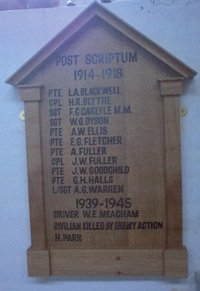 POST SCRIPTUM
1914-1918
PTE I.A. BLACKWELL
CPL H.R. BLYTHE
SGT F.G. CARLYLE M.M.
SGT W.G. DYSON
PTE A.W. ELLIS
PTE E.G. FLETCHER
PTE A. FULLER
CPL J.W. FULLER
PTE J.W. GOODCHILD
PTE G.H. HALLS
L/SGT A.G. WARREN
1939-1945
DRIVER W.E. MEACHAM
CIVILIAN KILLED BY ENEMY ACTION
H. PARR